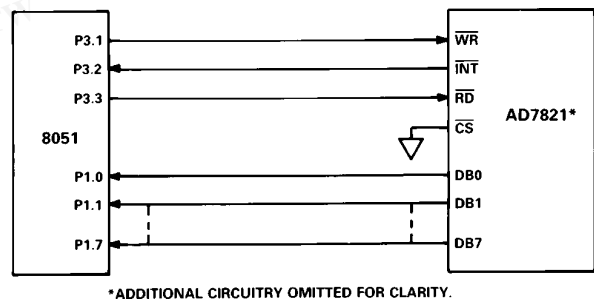 P3.1
P3.2
P3.3
8051
P1.0
P1.1
P1.7
WR
INT
RD
CS
AD7821*
DB0
DB1
DB7
*ADDITIONAL CIRCUITRY OMITTED FOR CLARITY.